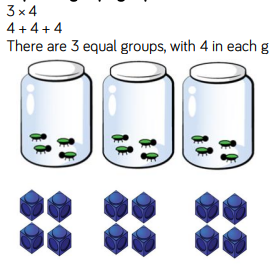 3 × 4
4 + 4 + 4
There are 3 equal groups, with 4 in each g